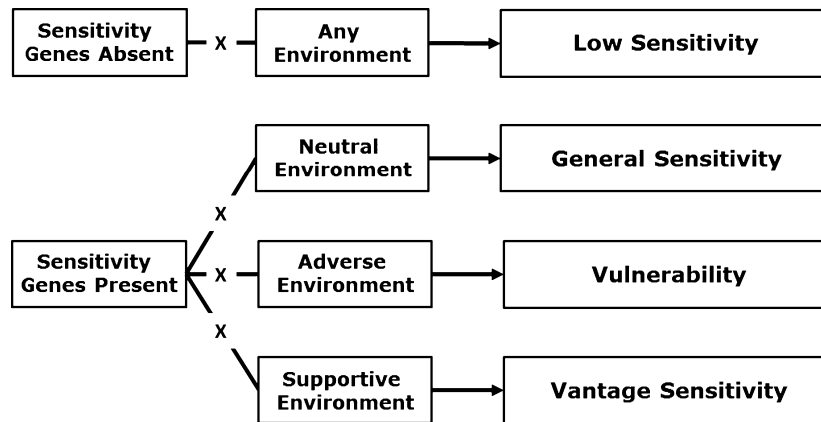 Sensitivity
Genes Absent
X
Any
Environment
Low Sensitivity
Neutral
Environment
General Sensitivity
X
Sensitivity
Genes Present
X
Adverse
Environment
Vulnerability
X
Supportive
Environment
Vantage Sensitivity